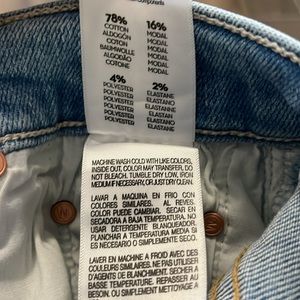 Components
78%
COTTON
ALGODÓN
COTON
BAUMWOLLE
ALGODÃO
COTONE
16%
MODAL
MODAL
MODAL
MODAL
MODAL
MODAL
4%
POLYESTER
POLIÉSTER
POLYESTER
POLYESTER
POLIÉSTER
2%
ELASTANE
ELASTANO
ÉLASTHANNE
ELASTAN
ELASTANO
MACHINE WASH COLD WITH LIKE COLORS,
INSIDE OUT, COLOR MAY TRANSFER, DO
NOT BLEACH, TUMBLE DRY LOW, IRON
MEDIUM IF NECESSARY, OR JUST DRY CLEAN.
LAVAR A MAQUINA EN FRIO CON
COLORES SIMILARES. AL REVES.
COLOR PUEDE CAMBIAR. SECAR EN
SECADORA A BAJA TEMPERATURA. NO
USAR DETERGENTE BLANQUEADOR.
PLANCHAR A TEMPERATURA MEDIA SI
ES NECESARIO O SIMPLEMENTE SECO.
LAVER EN MACHINE A FROID AVEC DES
COULEURS SIMILAIRES. NE PAS UTILISER
D'AGENTS DE BLANCHIMENT. SÉCHER A
BASSE TEMPERATURE. REPASSER AU
BESOIN OU SIMPLEMENT NETTOYAGE A